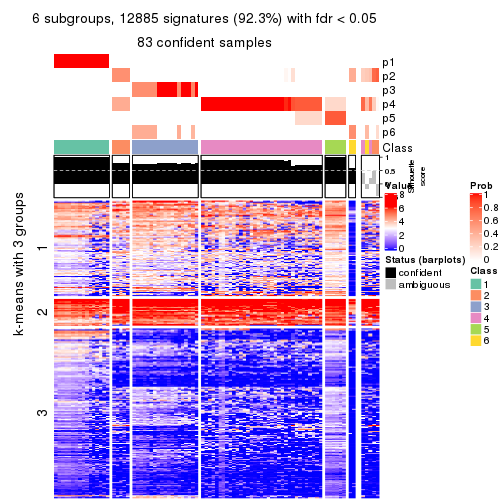 6 subgroups, 12885 signatures (92.3%) with fdr < 0.05
83 confident samples
p1
p2
p3
p4
p5
p6
Class
1
0.5
0
Silhouette
score
k-means with 3 groups
1
2
3
Value
8
6
4
2
0
Status (barplots)
confident
ambiguous
Prob
1
0.8
0.6
0.4
0.2
0
Class
1
2
3
4
5
6